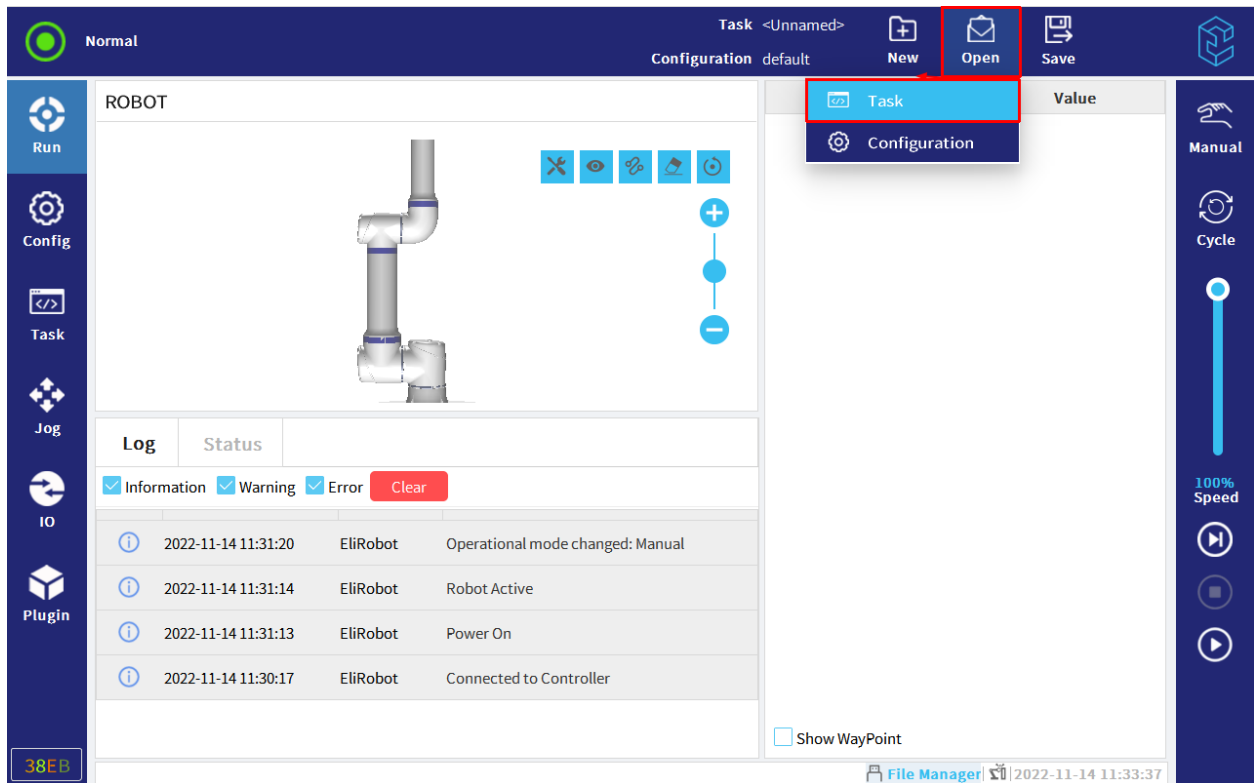 Normal
Task <Unnamed>
Configuration default
New
Open
Save
Run
Config
Task
Jog
IO
Plugin
38EB
ROBOT
Task
Configuration
Value
Log Status
Information Warning Error Clear
2022-11-14 11:31:20 EliRobot Operational mode changed: Manual
2022-11-14 11:31:14 EliRobot Robot Active
2022-11-14 11:31:13 EliRobot Power On
2022-11-14 11:30:17 EliRobot Connected to Controller
Show WayPoint
File Manager 2022-11-14 11:33:37
Manual
Cycle
100%
Speed